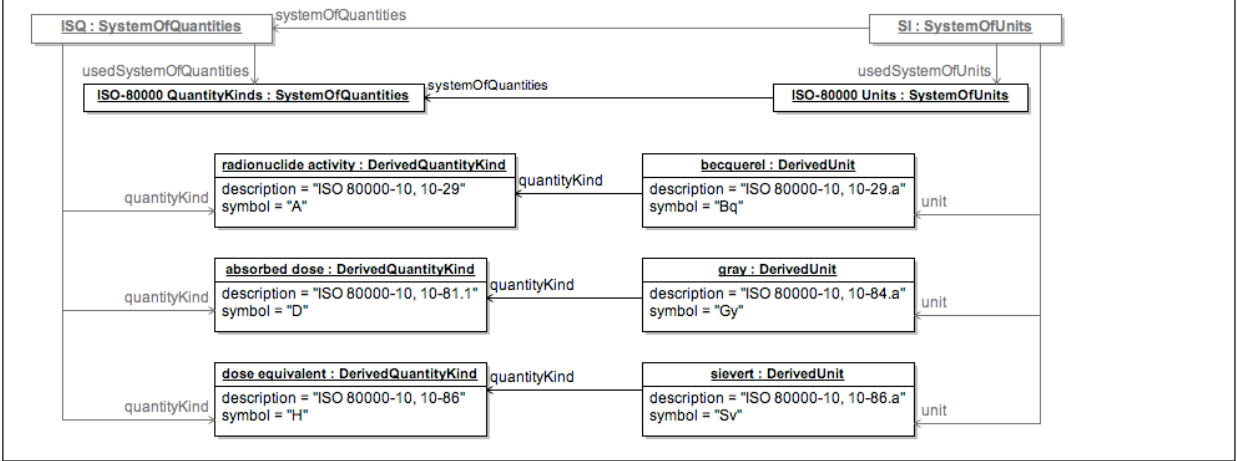 systemOfQuantities
ISQ : SystemOfQuantities
SI : SystemOfUnits
usedSystemOfQuantities
usedSystemOfUnits
systemOfQuantities
ISO-80000 QuantityKinds : SystemOfQuantities
ISO-80000 Units : SystemOfUnits
radionuclide activity : DerivedQuantityKind
description = "ISO 80000-10, 10-29"
symbol = "A"
quantityKind
quantityKind
becquerel : DerivedUnit
description = "ISO 80000-10, 10-29.a"
symbol = "Bq"
unit
absorbed dose : DerivedQuantityKind
description = "ISO 80000-10, 10-81.1"
symbol = "D"
quantityKind
quantityKind
gray : DerivedUnit
description = "ISO 80000-10, 10-84.a"
symbol = "Gy"
unit
dose equivalent : DerivedQuantityKind
description = "ISO 80000-10, 10-86"
symbol = "H"
quantityKind
quantityKind
sievert : DerivedUnit
description = "ISO 80000-10, 10-86.a"
symbol = "Sv"
unit